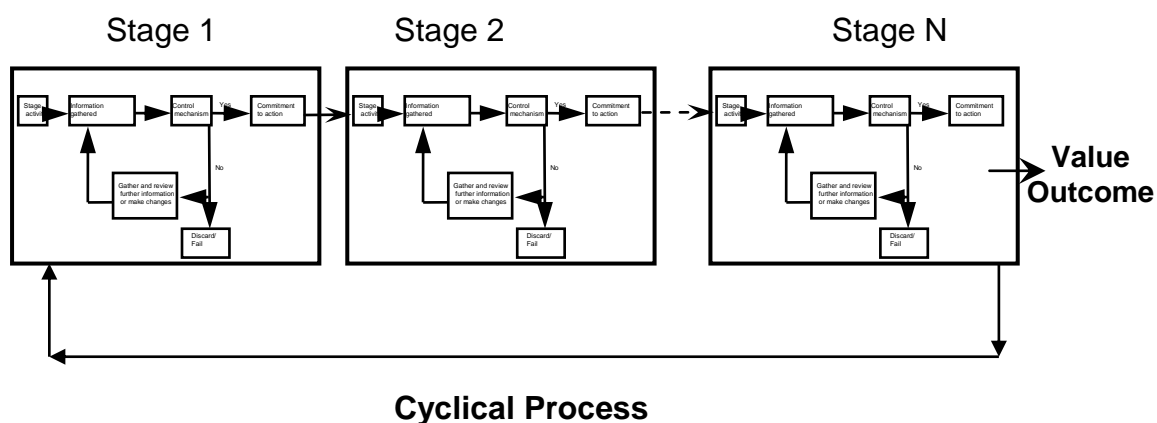 Stage 1
Stage 2
Stage N
Stage
activi
Information
gathered
Control
mechanism
Yes
Commitment
to action
No
Gather and review
further information
or make changes
Discard/
Fail
Stage
activi
Information
gathered
Control
mechanism
Yes
Commitment
to action
No
Gather and review
further information
or make changes
Discard/
Fail
Stage
activi
Information
gathered
Control
mechanism
Yes
Commitment
to action
No
Gather and review
further information
or make changes
Discard/
Fail
Value
Outcome
Cyclical Process